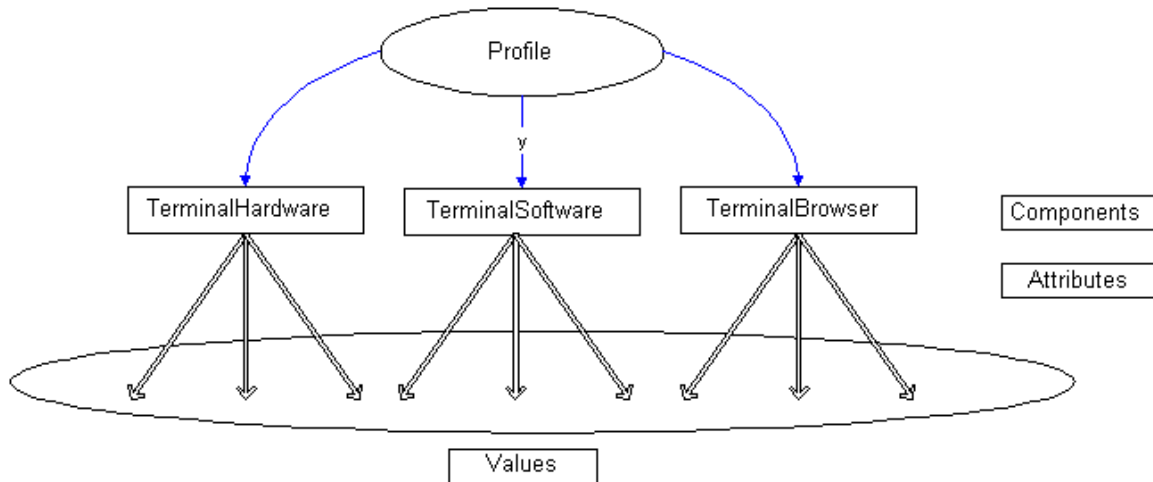 Profile
y
TerminalHardware
TerminalSoftware
TerminalBrowser
Components
Attributes
Values